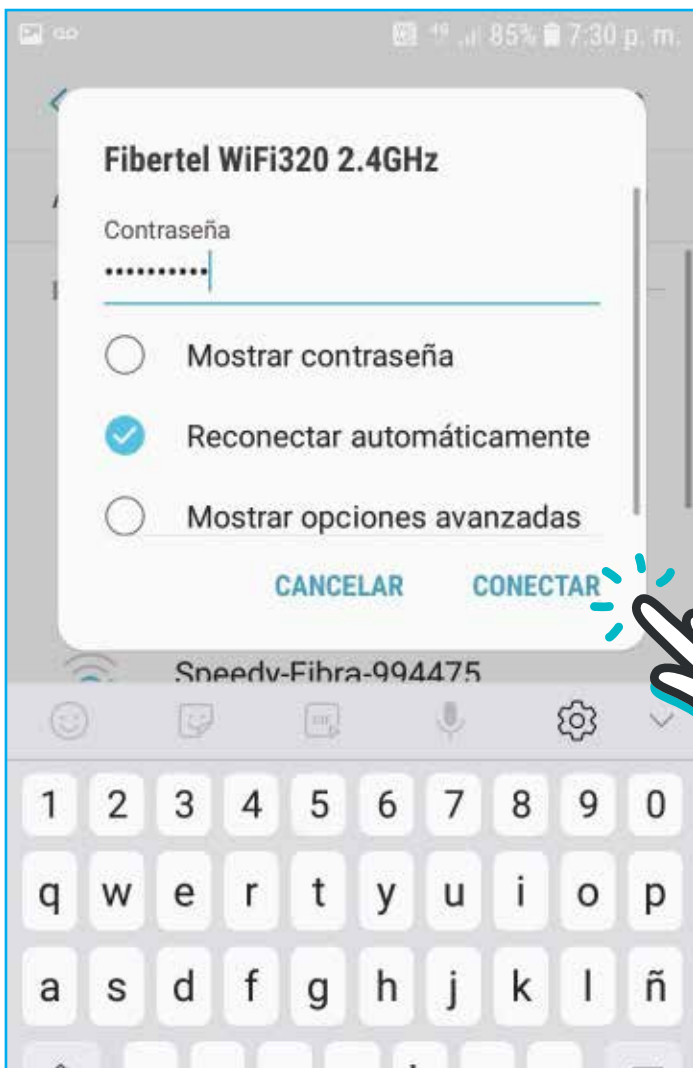 4G 85% 7:30 p. m.
Fibertel WiFi320 2.4GHz
Contraseña
••••••••••
Mostrar contraseña
Reconectar automáticamente
Mostrar opciones avanzadas
CANCELAR CONECTAR
Speedy-Fibra-994475
1 2 3 4 5 6 7 8 9 0
q w e r t y u i o p
a s d f g h j k l ñ